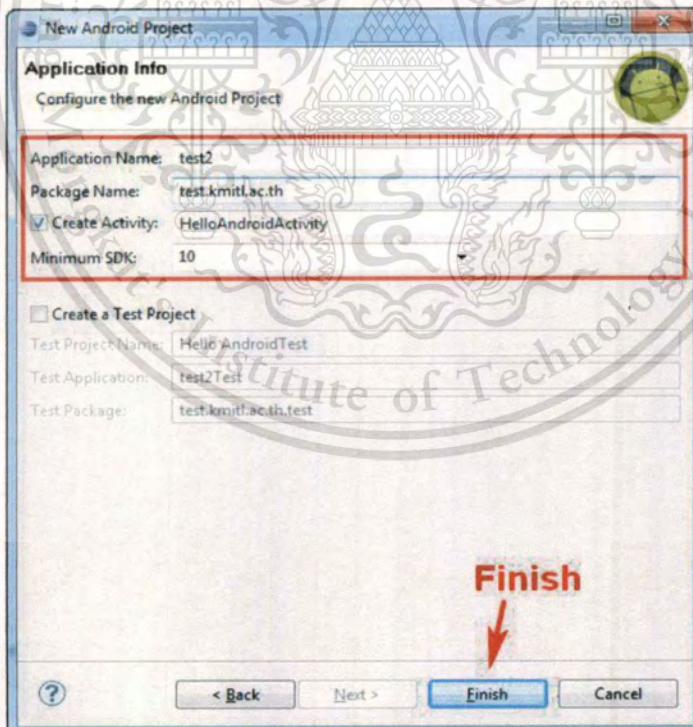 New Android Project
Application Info
Configure the new Android Project
Application Name: test2
Package Name: test.kmitl.ac.th
Create Activity: HelloAndroidActivity
Minimum SDK: 10
Create a Test Project
Test Project Name: Hello AndroidTest
Test Application: test2Test
Test Package: test.kmitl.ac.th.test
Finish
? < Back Next > Finish Cancel
Institute of Technology